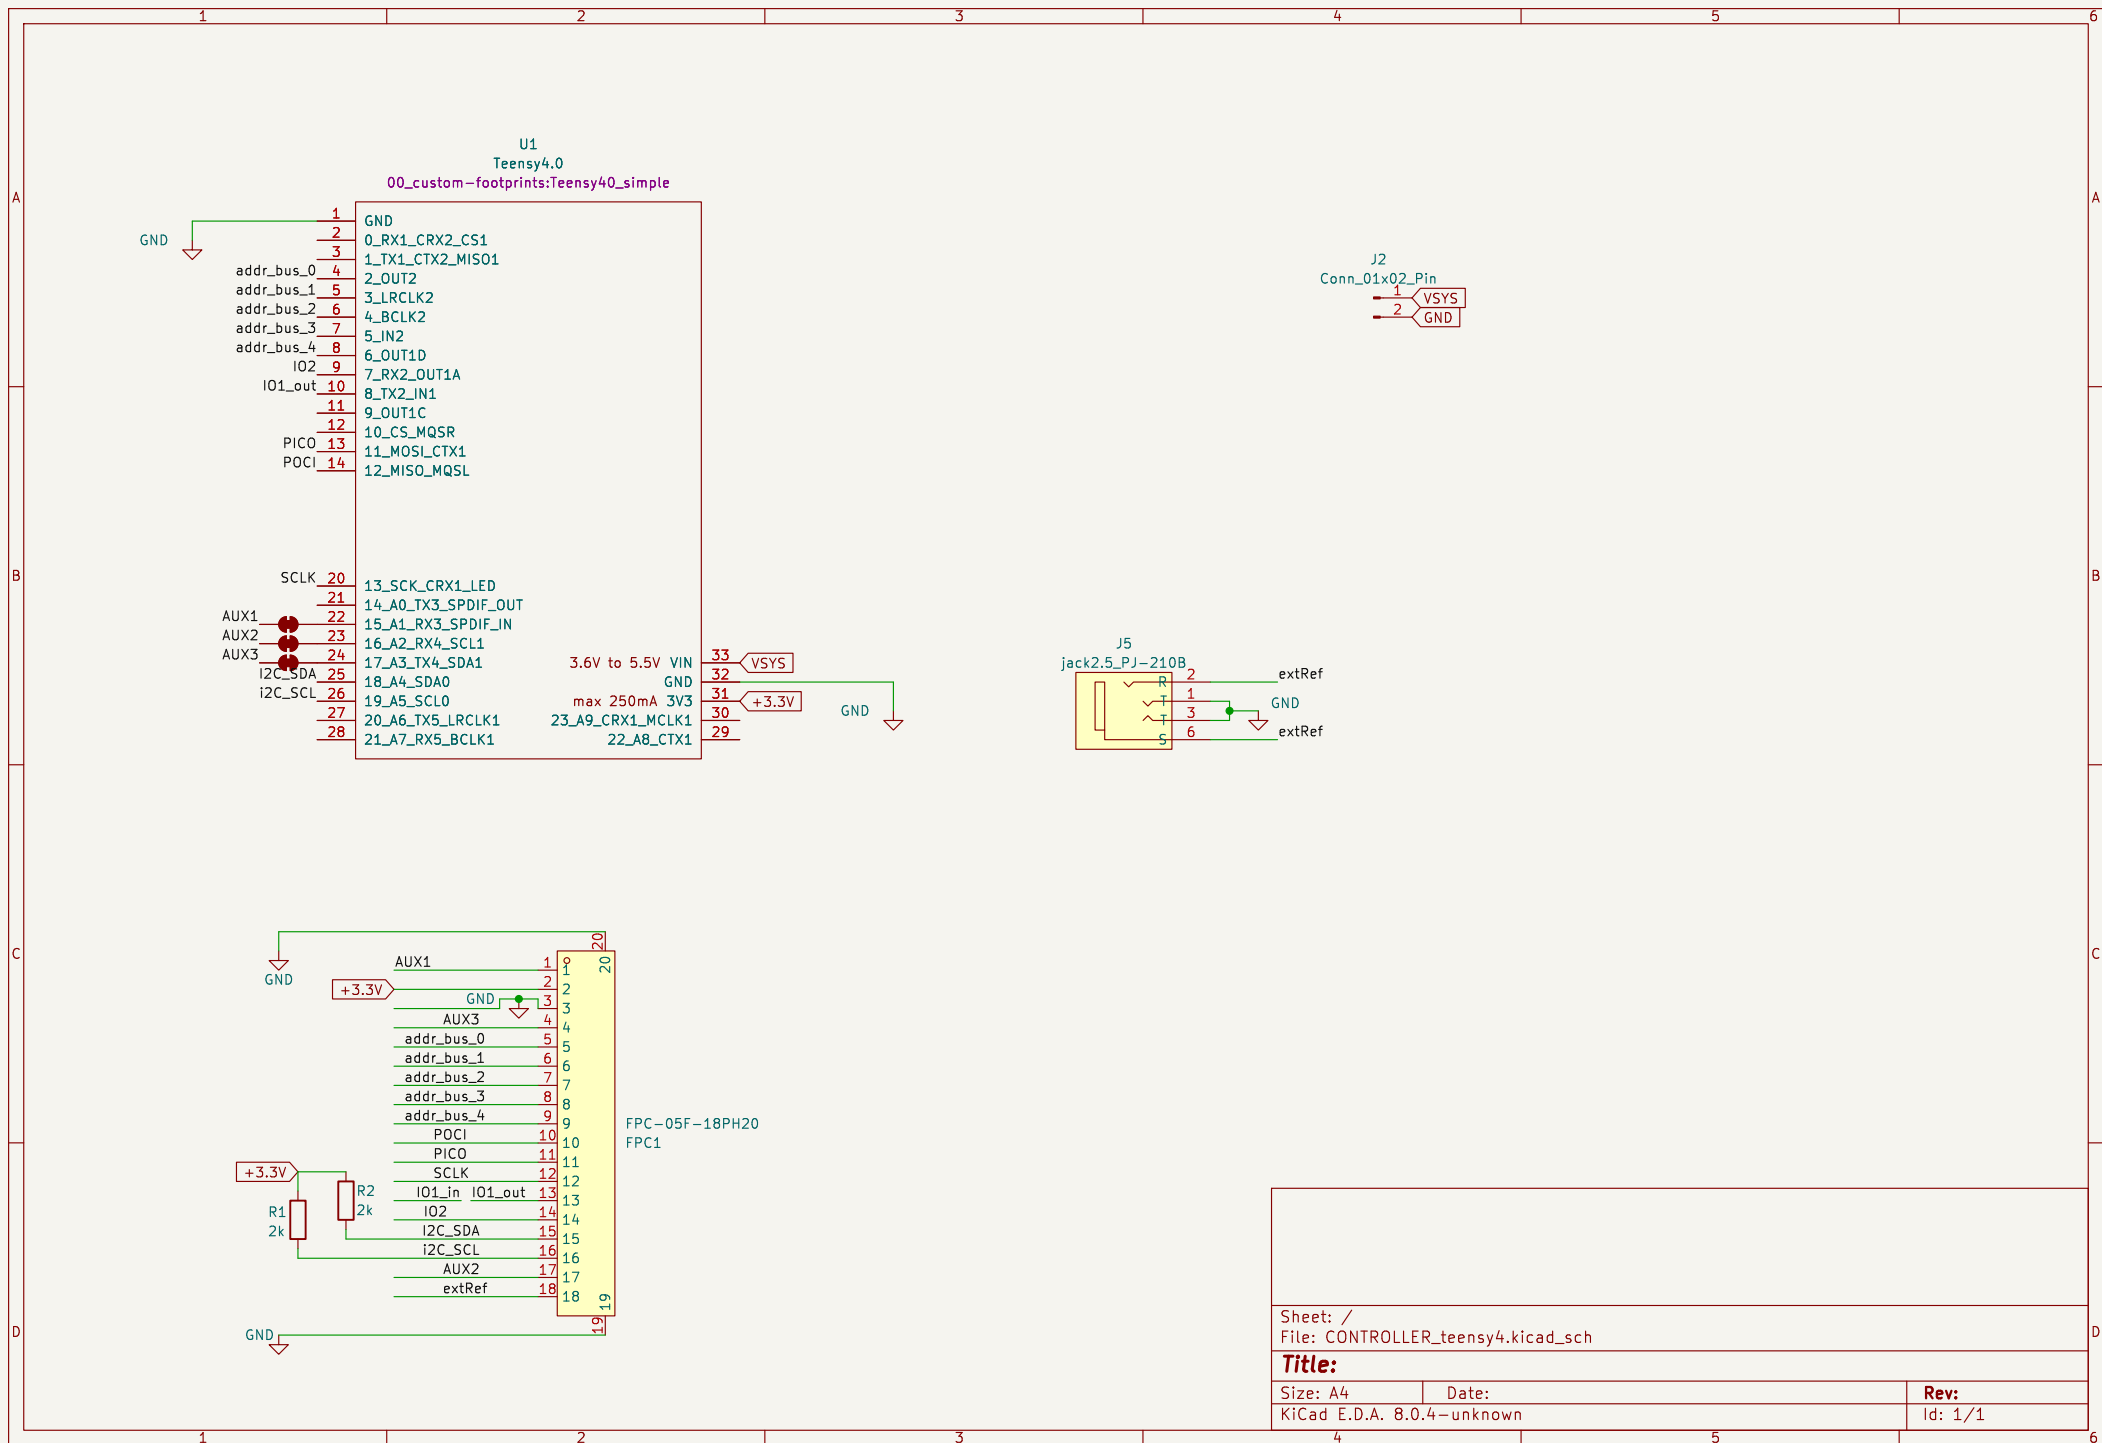 1 2 3 4 5 6
A A
B B
C C
D D
U1
Teensy4.0
00_custom-footprints:Teensy40_simple
GND
1 GND
2 0_RX1_CRX2_CS1
3 1_TX1_CTX2_MISO1
addr_bus_0 4 2_OUT2
addr_bus_1 5 3_LRCLK2
addr_bus_2 6 4_BCLK2
addr_bus_3 7 5_IN2
addr_bus_4 8 6_OUT1D
IO2 9 7_RX2_OUT1A
IO1_out 10 8_TX2_IN1
11 9_OUT1C
12 10_CS_MQSR
PICO 13 11_MOSI_CTX1
POCI 14 12_MISO_MQSL
SCLK 20 13_SCK_CRX1_LED
21 14_A0_TX3_SPDIF_OUT
AUX1 22 15_A1_RX3_SPDIF_IN
AUX2 23 16_A2_RX4_SCL1
AUX3 24 17_A3_TX4_SDA1
I2C_SDA 25 18_A4_SDA0
i2C_SCL 26 19_A5_SCL0
27 20_A6_TX5_LRCLK1
28 21_A7_RX5_BCLK1
3.6V to 5.5V VIN 33 VSYS
GND 32
max 250mA 3V3 31 +3.3V
23_A9_CRX1_MCLK1 30
22_A8_CTX1 29
GND
J2
Conn_01x02_Pin
1 VSYS
2 GND
J5
jack2.5_PJ-210B
R 2 extRef
T 1
GND
T 3
S 6 extRef
GND
20 20
AUX1 1 1
+3.3V 2 2
GND 3 3
AUX3 4 4
addr_bus_0 5 5
addr_bus_1 6 6
addr_bus_2 7 7
addr_bus_3 8 8
addr_bus_4 9 9
POCI 10 10
PICO 11 11
SCLK 12 12
IO1_in IO1_out 13 13
IO2 14 14
I2C_SDA 15 15
i2C_SCL 16 16
AUX2 17 17
extRef 18 18
19 19
GND
FPC-05F-18PH20
FPC1
+3.3V
R2
2k
R1
2k
Sheet: /
File: CONTROLLER_teensy4.kicad_sch
Title:
Size: A4 Date: Rev:
KiCad E.D.A. 8.0.4-unknown Id: 1/1
1 2 3 4 5 6